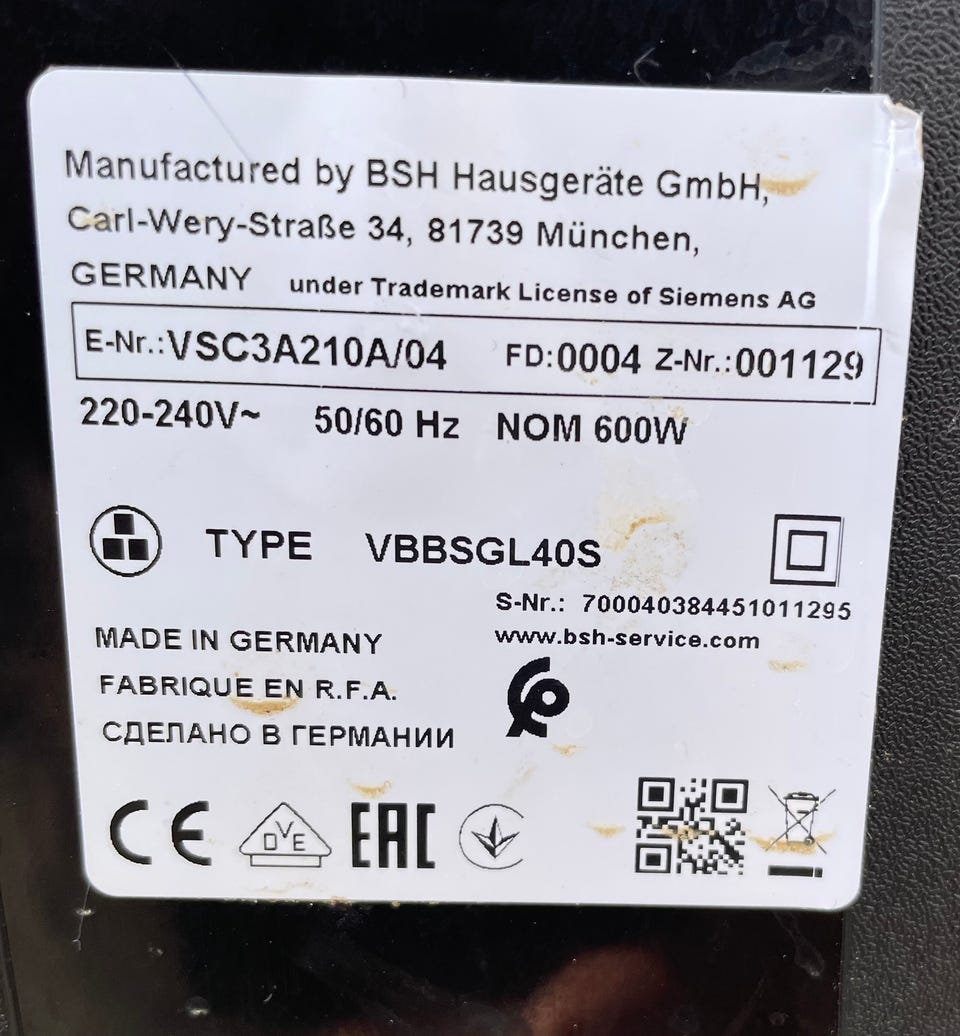 Manufactured by BSH Hausgeräte GmbH,
Carl-Wery-Straße 34, 81739 München,
GERMANY under Trademark License of Siemens AG
E-Nr.:VSC3A210A/04 FD:0004 Z-Nr.:001129
220-240V~ 50/60 Hz NOM 600W
TYPE VBBSGL40S
S-Nr.: 700040384451011295
www.bsh-service.com
MADE IN GERMANY
FABRIQUE EN R.F.A.
СДЕЛАНО В ГЕРМАНИИ
CE DVE EAC